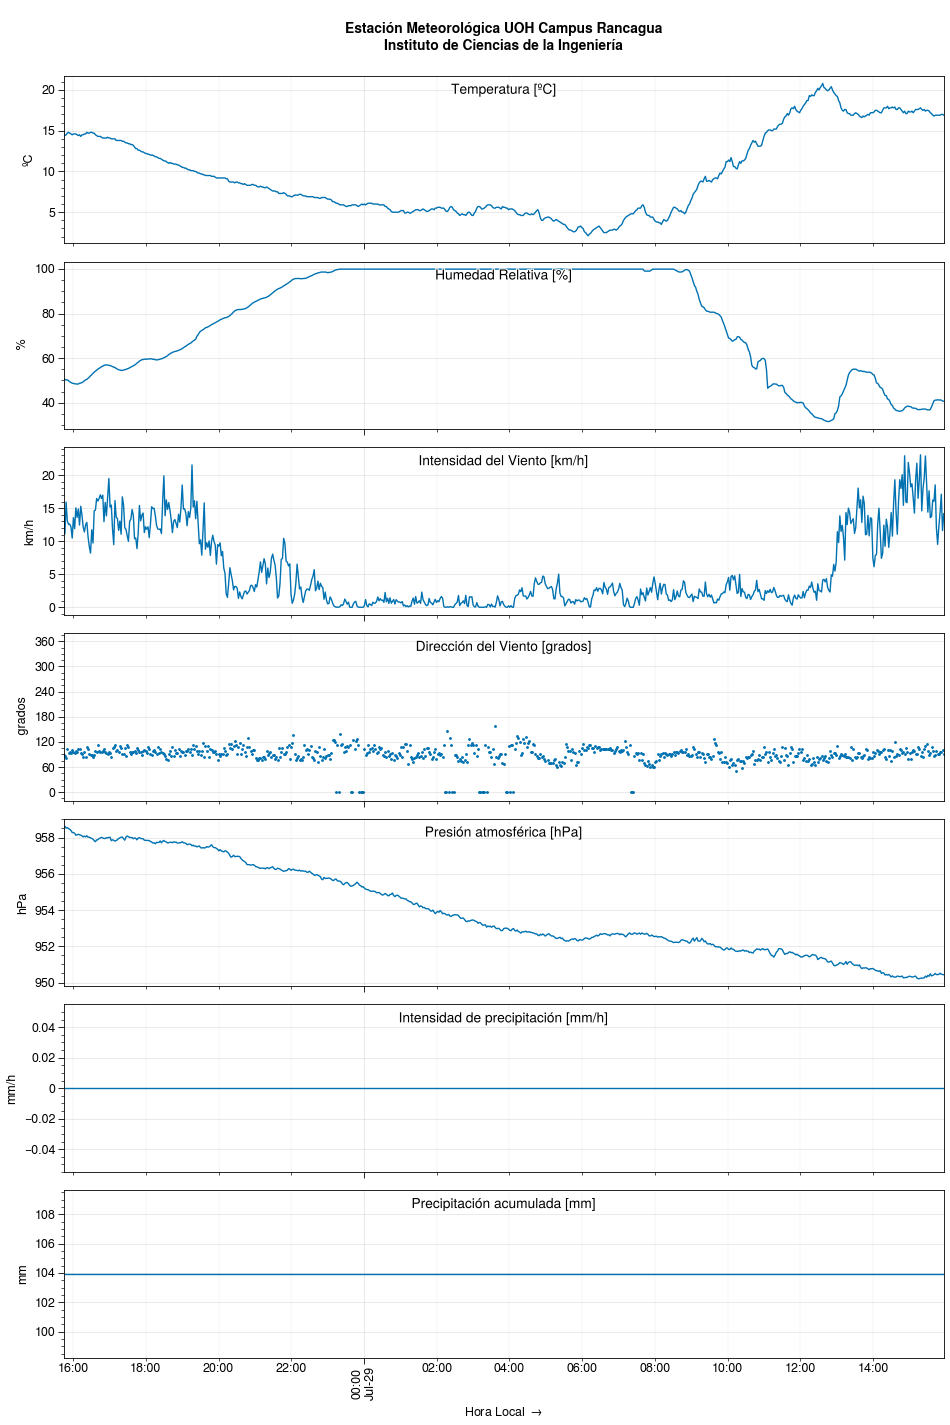 Estación Meteorológica UOH Campus Rancagua
Instituto de Ciencias de la Ingeniería
Temperatura [ºC]
20
15
10
5
ºC
Humedad Relativa [%]
100
80
60
40
%
Intensidad del Viento [km/h]
20
15
10
5
0
km/h
Dirección del Viento [grados]
360
300
240
180
120
60
0
grados
Presión atmosférica [hPa]
958
956
954
952
950
hPa
Intensidad de precipitación [mm/h]
0.04
0.02
0
−0.02
−0.04
mm/h
Precipitación acumulada [mm]
108
106
104
102
100
mm
16:00 18:00 20:00 22:00 00:00 02:00 04:00 06:00 08:00 10:00 12:00 14:00
Jul-29
Hora Local →